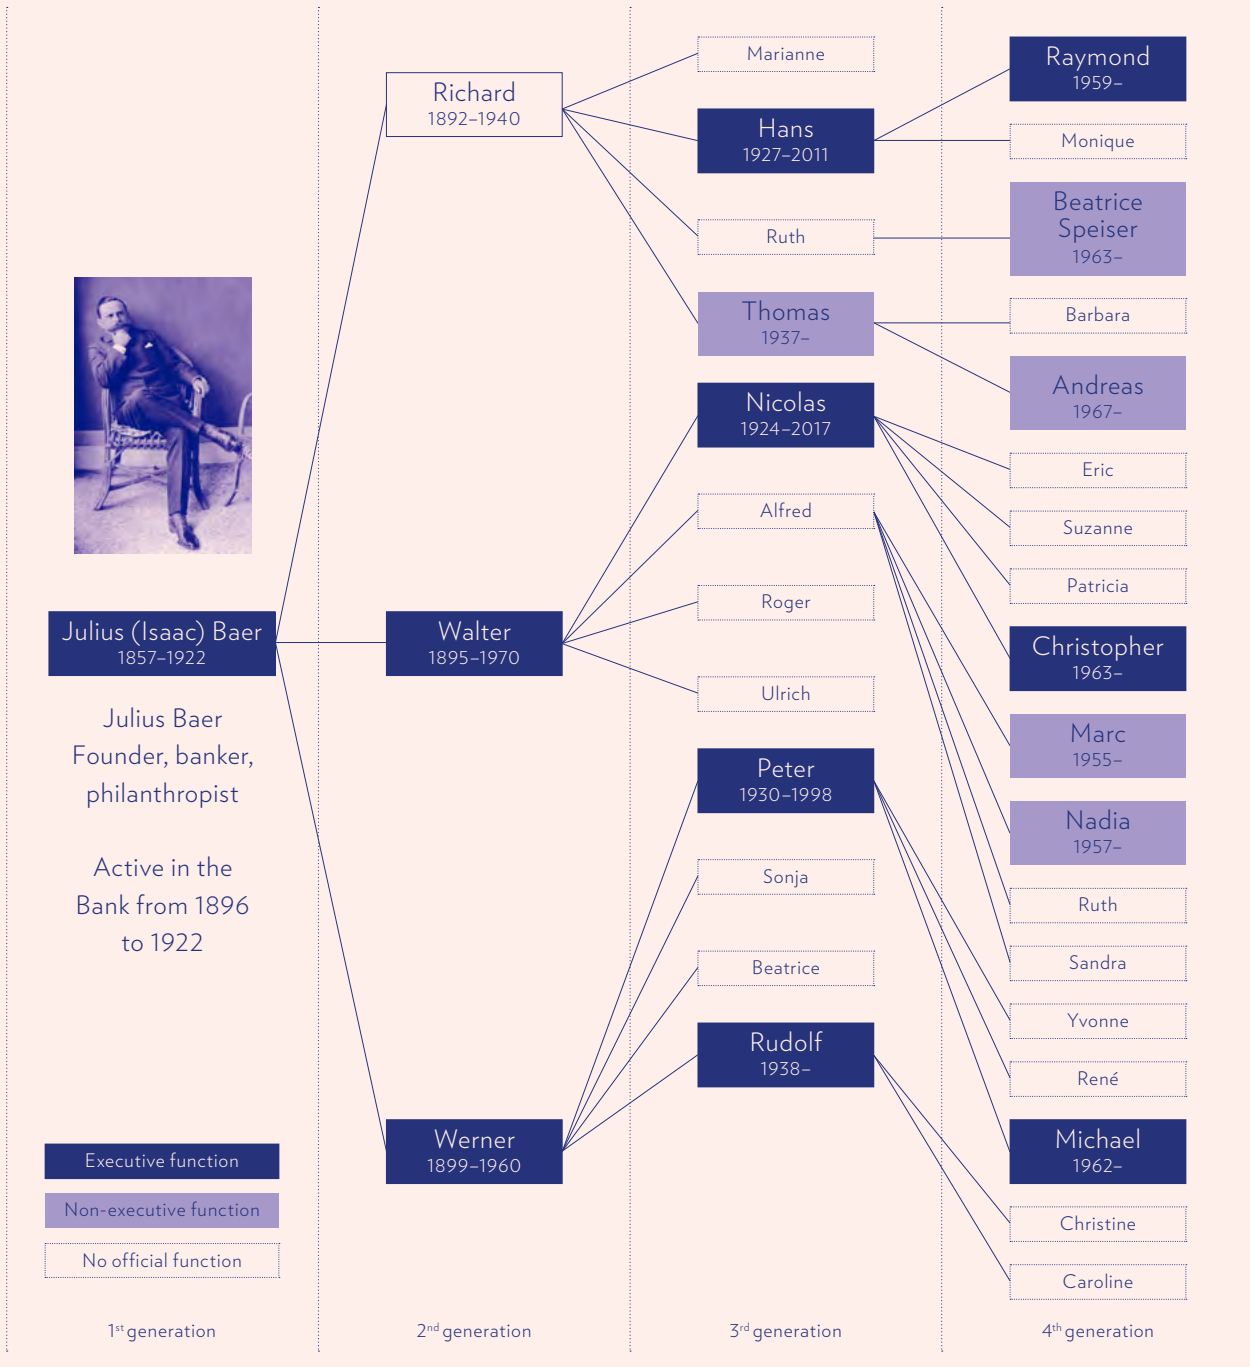 Julius (Isaac) Baer
1857–1922
Julius Baer
Founder, banker,
philanthropist
Active in the
Bank from 1896
to 1922
Executive function
Non-executive function
No official function
1st generation
Richard
1892–1940
Walter
1895–1970
Werner
1899–1960
2nd generation
Marianne
Hans
1927–2011
Ruth
Thomas
1937–
Nicolas
1924–2017
Alfred
Roger
Ulrich
Peter
1930–1998
Sonja
Beatrice
Rudolf
1938–
3rd generation
Raymond
1959–
Monique
Beatrice
Speiser
1963–
Barbara
Andreas
1967–
Eric
Suzanne
Patricia
Christopher
1963–
Marc
1955–
Nadia
1957–
Ruth
Sandra
Yvonne
René
Michael
1962–
Christine
Caroline
4th generation